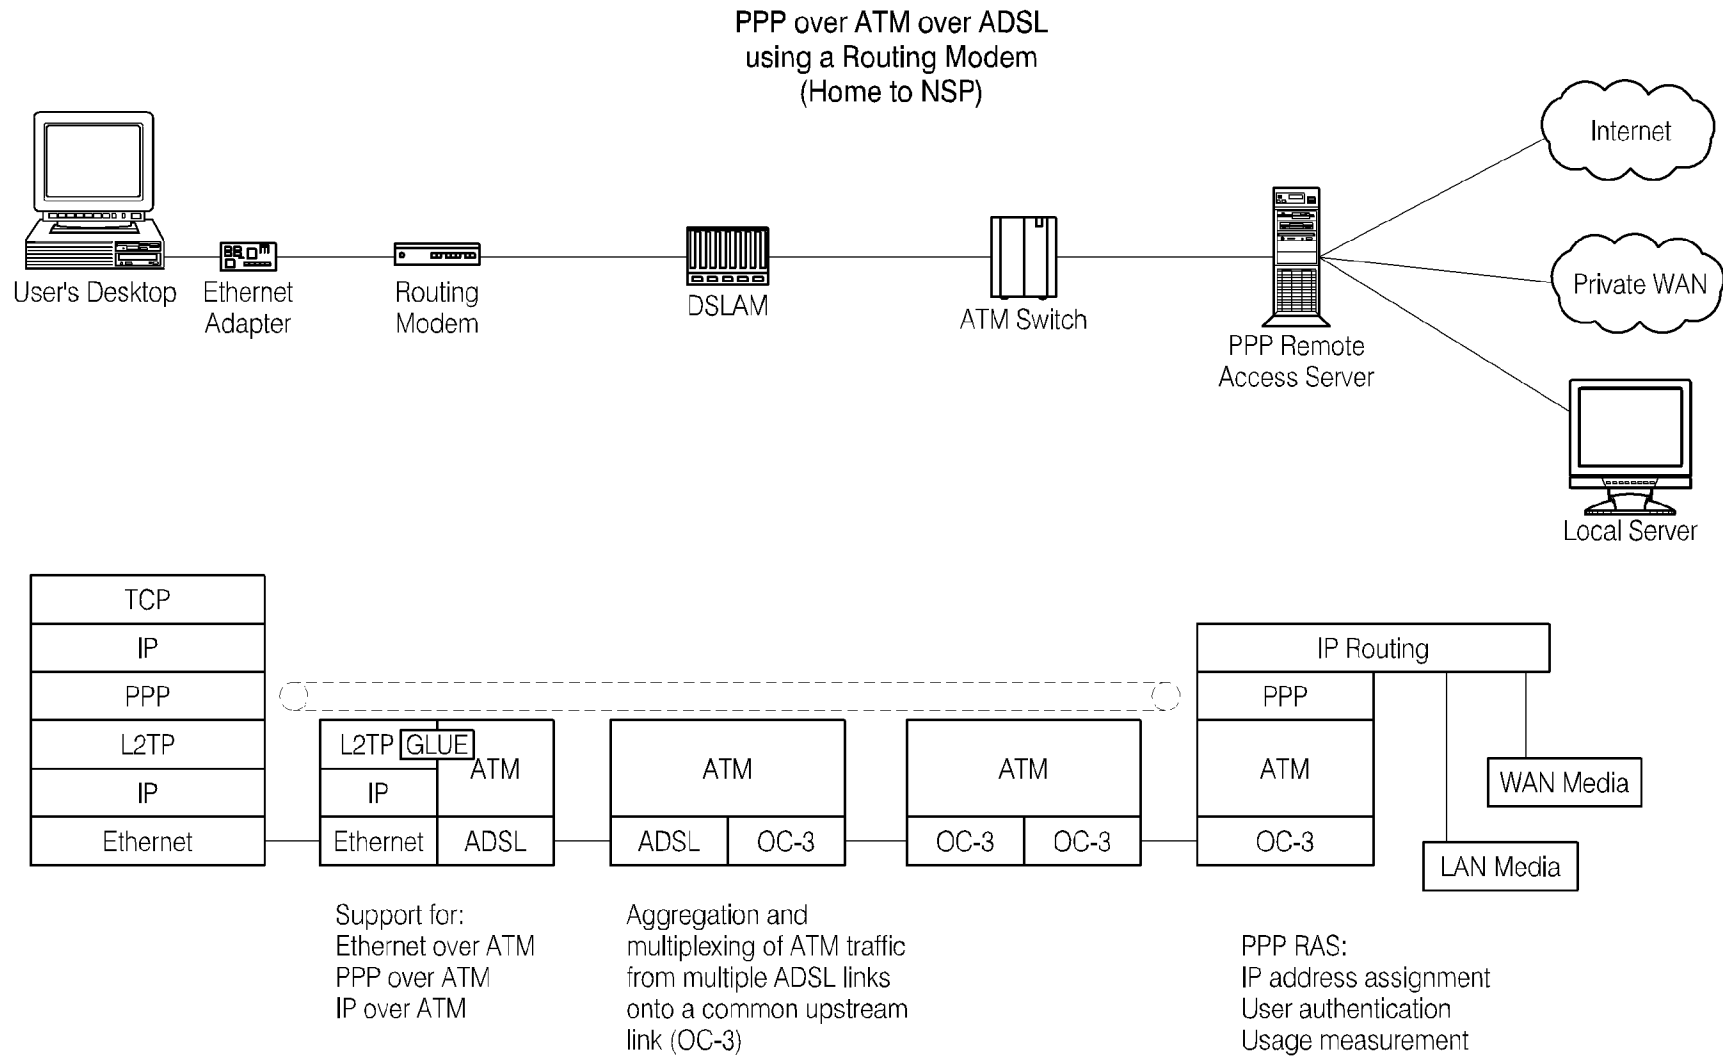 PPP over ATM over ADSL
using a Routing Modem
(Home to NSP)
Internet
Private WAN
User's Desktop
Ethernet
Adapter
Routing
Modem
DSLAM
ATM Switch
PPP Remote
Access Server
Local Server
TCP
IP
PPP
L2TP
IP
Ethernet
L2TP
GLUE
ATM
IP
Ethernet
ADSL
ATM
ADSL
OC-3
ATM
OC-3
OC-3
IP Routing
PPP
ATM
OC-3
WAN Media
LAN Media
Support for:
Ethernet over ATM
PPP over ATM
IP over ATM
Aggregation and
multiplexing of ATM traffic
from multiple ADSL links
onto a common upstream
link (OC-3)
PPP RAS:
IP address assignment
User authentication
Usage measurement